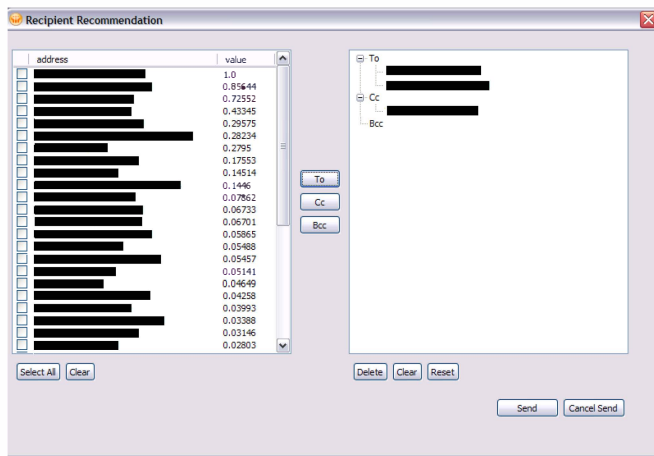 Recipient Recommendation
address value
1.0
0.85644
0.72552
0.43345
0.29575
0.28234
0.2795
0.17553
0.14514
0.1446
0.07862
0.06733
0.06701
0.05865
0.05488
0.05457
0.05141
0.04649
0.04258
0.03993
0.03388
0.03146
0.02803
Select All Clear
To
Cc
Bcc
To
Cc
Bcc
Delete Clear Reset
Send Cancel Send